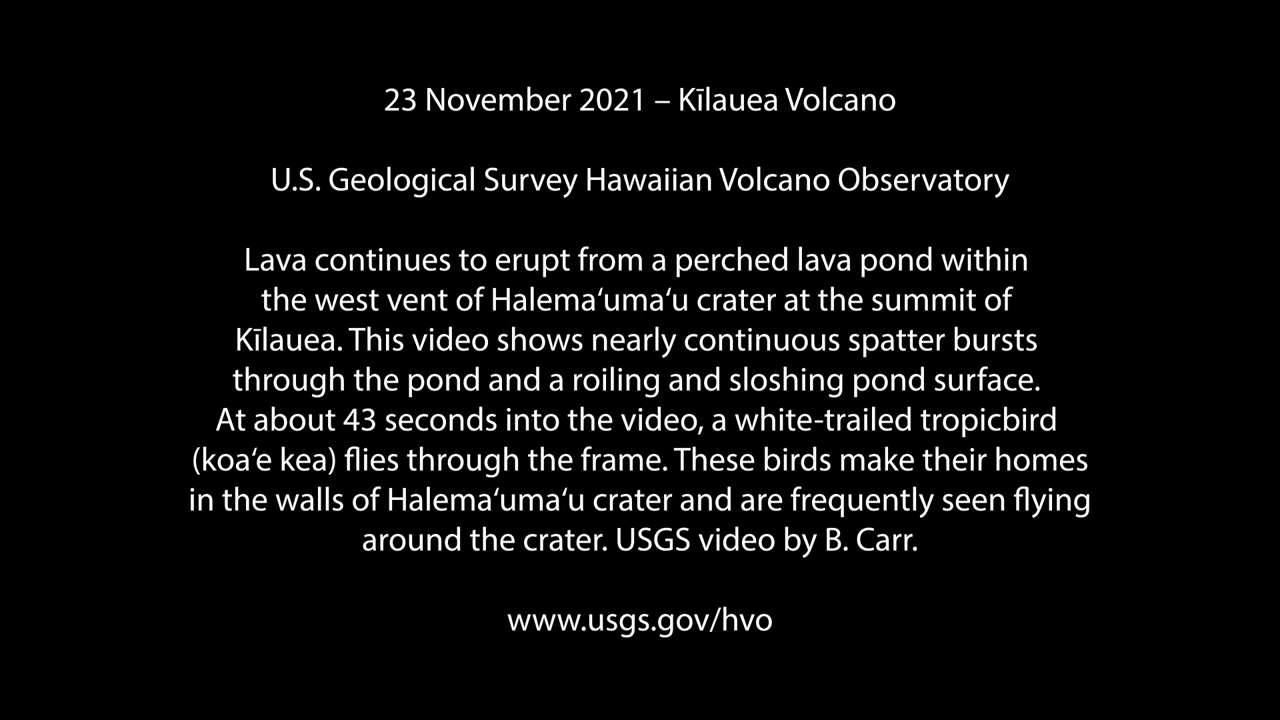 23 November 2021 – Kīlauea Volcano
U.S. Geological Survey Hawaiian Volcano Observatory
Lava continues to erupt from a perched lava pond within
the west vent of Halemaʻumaʻu crater at the summit of
Kīlauea. This video shows nearly continuous spatter bursts
through the pond and a roiling and sloshing pond surface.
At about 43 seconds into the video, a white-trailed tropicbird
(koaʻe kea) flies through the frame. These birds make their homes
in the walls of Halemaʻumaʻu crater and are frequently seen flying
around the crater. USGS video by B. Carr.
www.usgs.gov/hvo